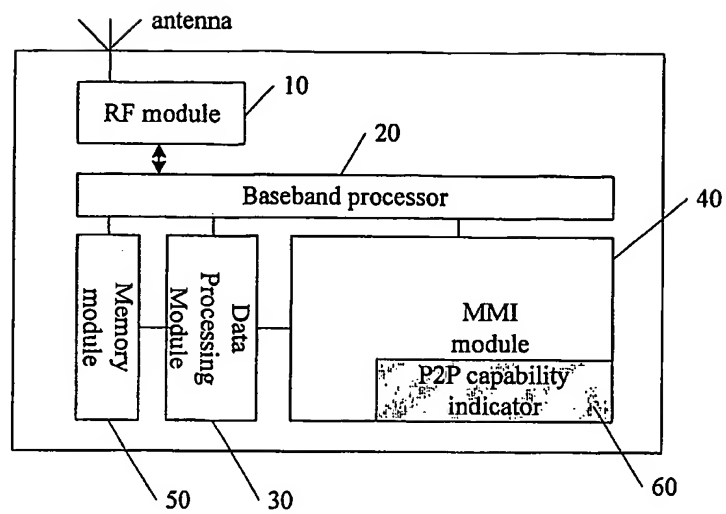 antenna
10
RF module
20
Baseband processor
40
Memory
module
Data
Processing
Module
MMI
module
P2P capability
indicator
50
30
60